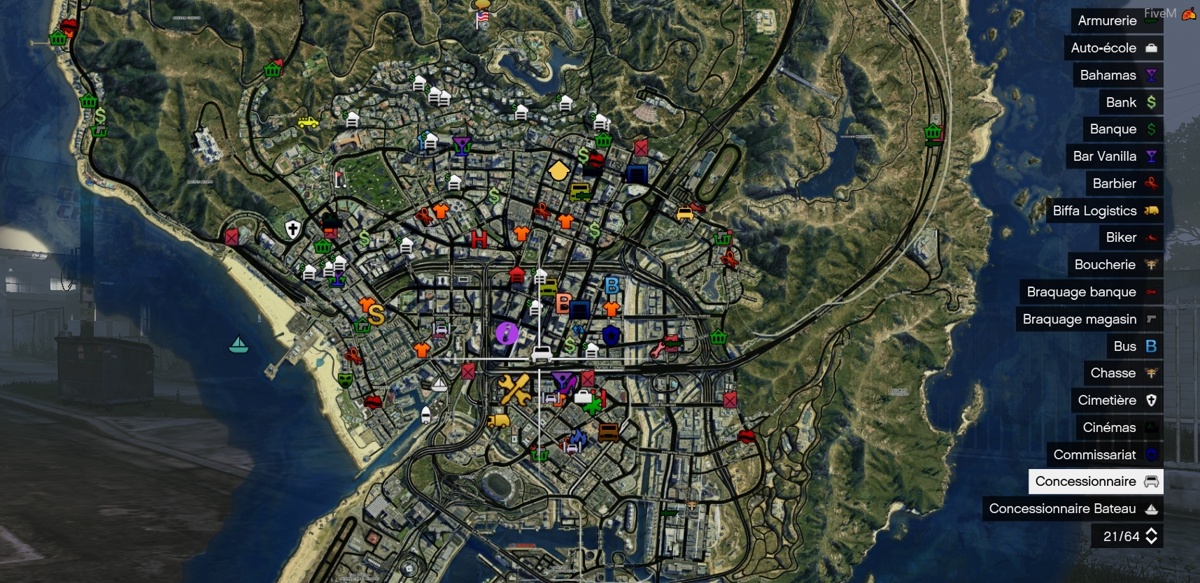 FiveM
Armurerie
Auto-école
Bahamas
Bank
Banque
Bar Vanilla
Barbier
Biffa Logistics
Biker
Boucherie
Braquage banque
Braquage magasin
Bus
Chasse
Cimetière
Cinémas
Commissariat
Concessionnaire
Concessionnaire Bateau
21/64